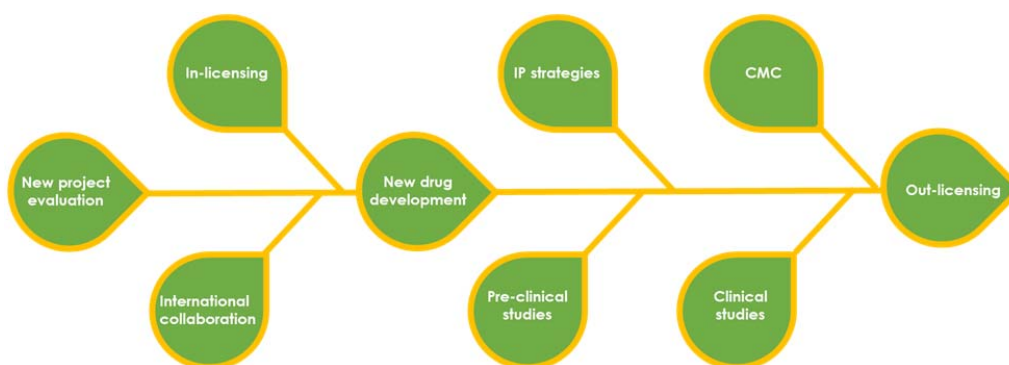 In-licensing
IP strategies
CMC
New project
evaluation
New drug
development
Out-licensing
International
collaboration
Pre-clinical
studies
Clinical
studies